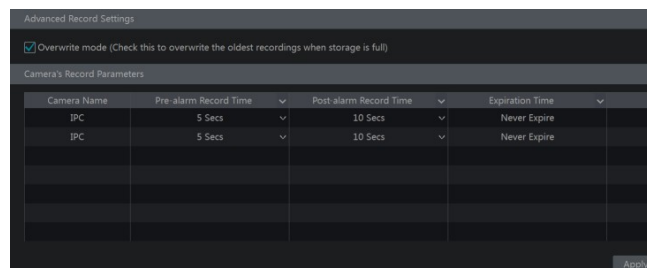 Advanced Record Settings
Overwrite mode (Check this to overwrite the oldest recordings when storage is full)
Camera's Record Parameters
Camera Name Pre-alarm Record Time Post-alarm Record Time Expiration Time
IPC 5 Secs 10 Secs Never Expire
IPC 5 Secs 10 Secs Never Expire
Apply